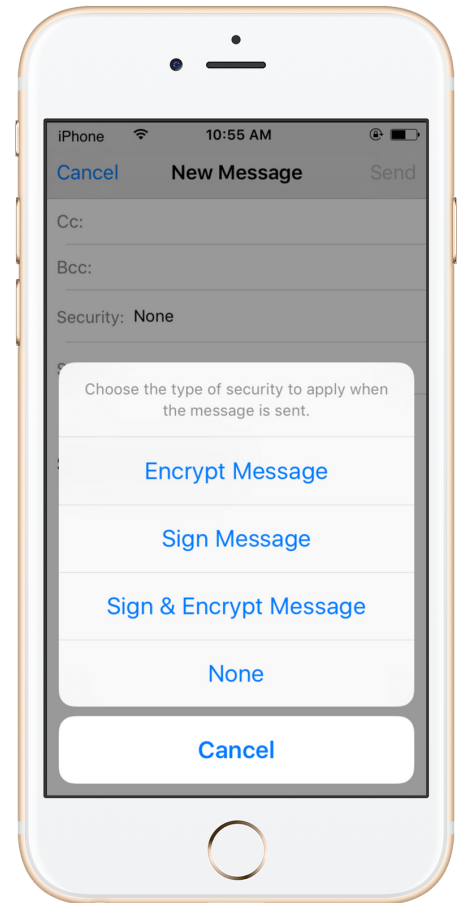 iPhone 10:55 AM
Cancel New Message Send
Cc:
Bcc:
Security: None
S
Choose the type of security to apply when
the message is sent.
S
Encrypt Message
Sign Message
Sign & Encrypt Message
None
Cancel